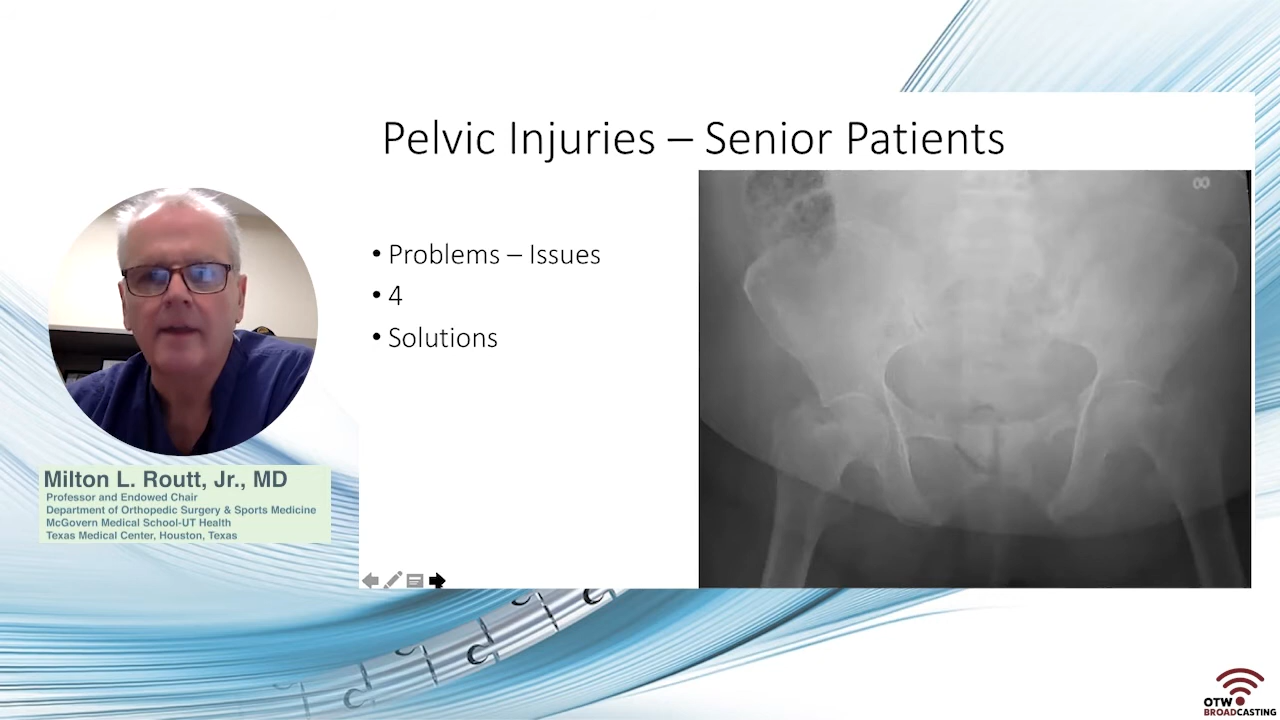 Pelvic Injuries – Senior Patients
• Problems – Issues
• 4
• Solutions
Milton L. Routt, Jr., MD
Professor and Endowed Chair
Department of Orthopedic Surgery & Sports Medicine
McGovern Medical School-UT Health
Texas Medical Center, Houston, Texas
OTW
BROADCASTING